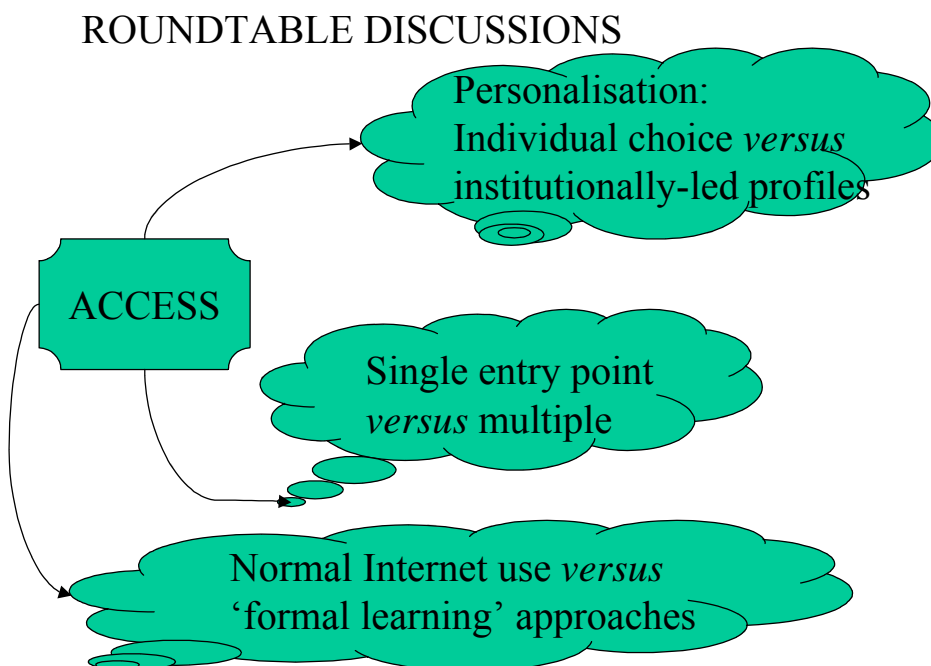 ROUNDTABLE DISCUSSIONS
Personalisation:
Individual choice versus
institutionally-led profiles
ACCESS
Single entry point
versus multiple
Normal Internet use versus
‘formal learning’ approaches